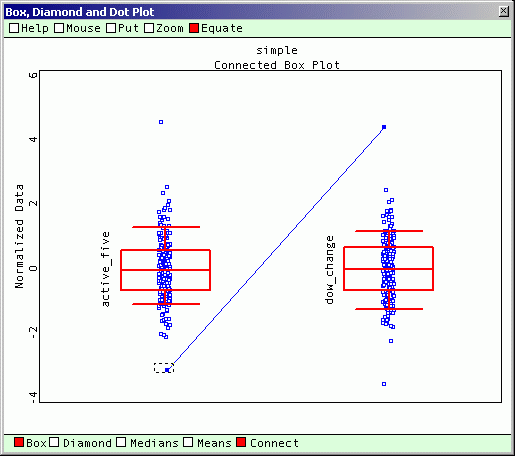 Box, Diamond and Dot Plot
Help Mouse Put Zoom Equate
simple
Connected Box Plot
6
4
2
0
-2
-4
Normalized Data
active_five
dow_change
Box Diamond Medians Means Connect